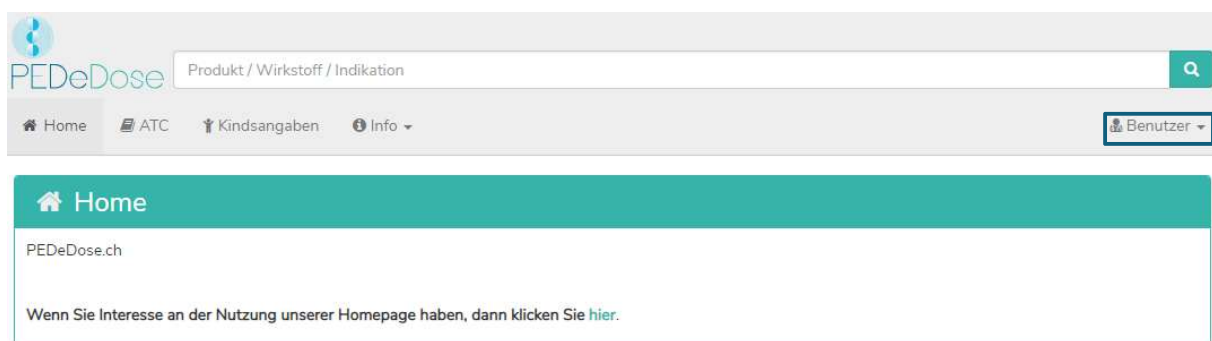 PEDeDose
Produkt / Wirkstoff / Indikation
Home ATC Kindsangaben Info Benutzer
Home
PEDeDose.ch
Wenn Sie Interesse an der Nutzung unserer Homepage haben, dann klicken Sie hier.